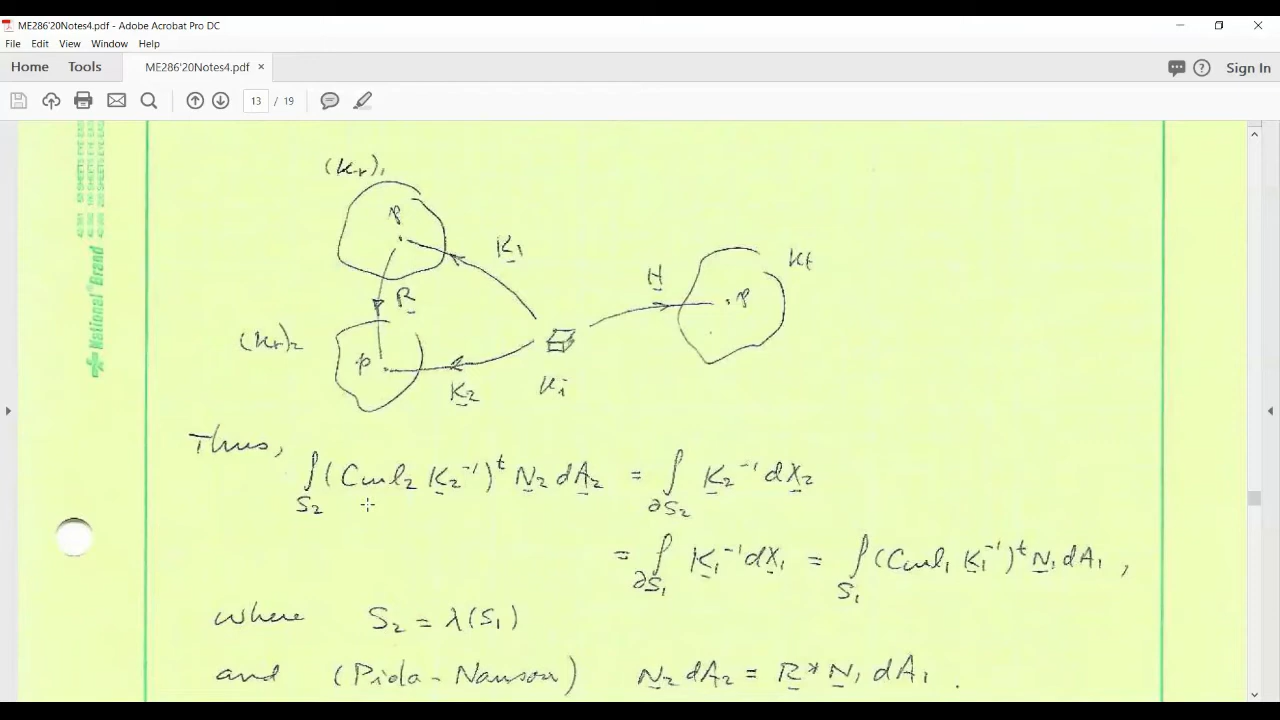 ME286'20Notes4.pdf - Adobe Acrobat Pro DC
File Edit View Window Help
Home Tools ME286'20Notes4.pdf × Sign In
13 / 19
National Brand
(κr)₁
p
K₁
H
κt
p
R
(κr)₂
p
K₂
κi
Thus,
∫S₂ (Curl₂ K₂⁻¹)ᵗ N₂ dA₂ = ∫∂S₂ K₂⁻¹ dX₂
= ∫∂S₁ K₁⁻¹ dX₁ = ∫S₁ (Curl₁ K₁⁻¹)ᵗ N₁ dA₁ ,
where S₂ = λ(S₁)
and (Piola-Nanson) N₂ dA₂ = R* N₁ dA₁ .